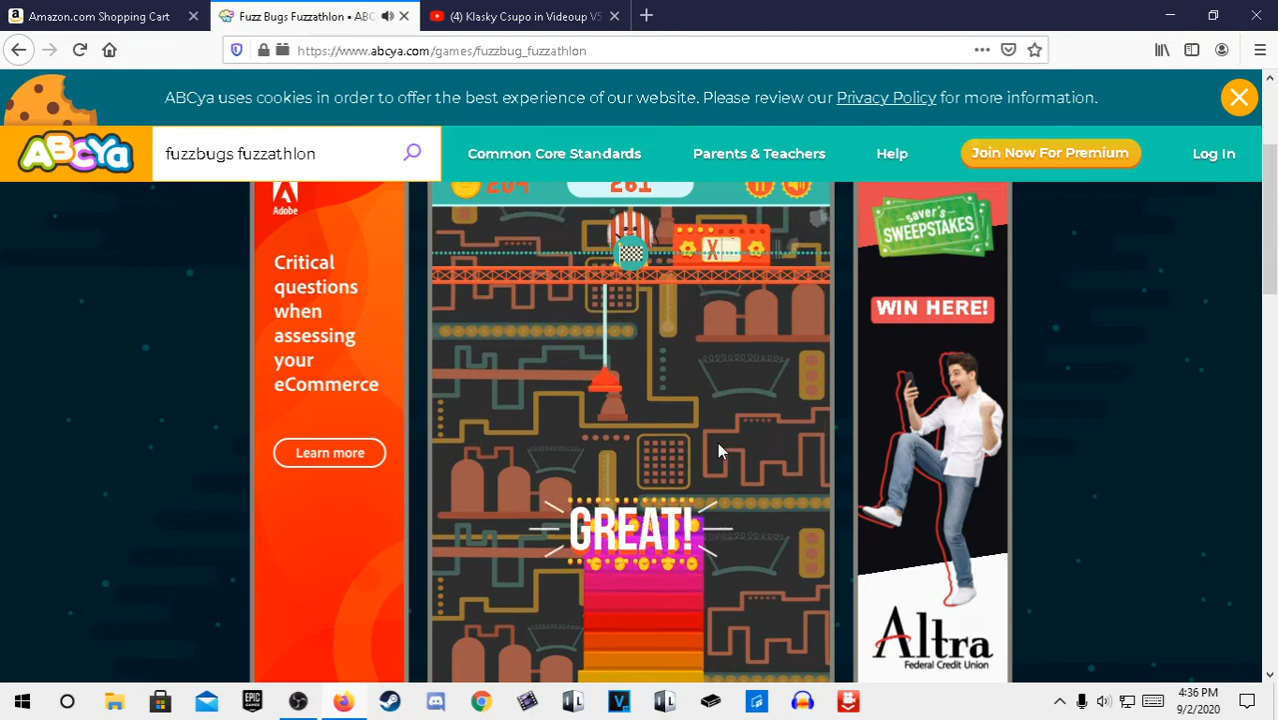 Amazon.com Shopping Cart
Fuzz Bugs Fuzzathlon • ABC
(4) Klasky Csupo in Videoup V5
https://www.abcya.com/games/fuzzbug_fuzzathlon
ABCya uses cookies in order to offer the best experience of our website. Please review our Privacy Policy for more information.
ABCYA
fuzzbugs fuzzathlon
Common Core Standards
Parents & Teachers
Help
Join Now For Premium
Log In
204
261
X
Adobe
Critical
questions
when
assessing
your
eCommerce
Learn more
GREAT!
saver's
SWEEPSTAKES
WIN HERE!
Altra
Federal Credit Union
EPIC
GAMES
4:36 PM
9/2/2020